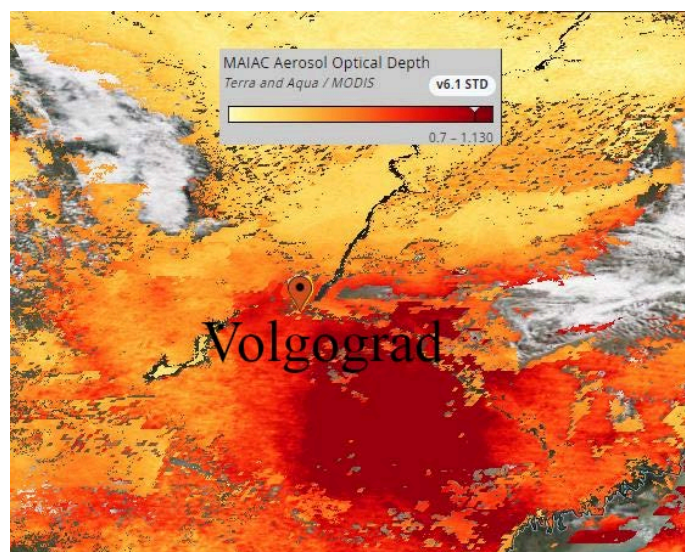 MAIAC Aerosol Optical Depth
Terra and Aqua / MODIS v6.1 STD
0.7 – 1.130
Volgograd